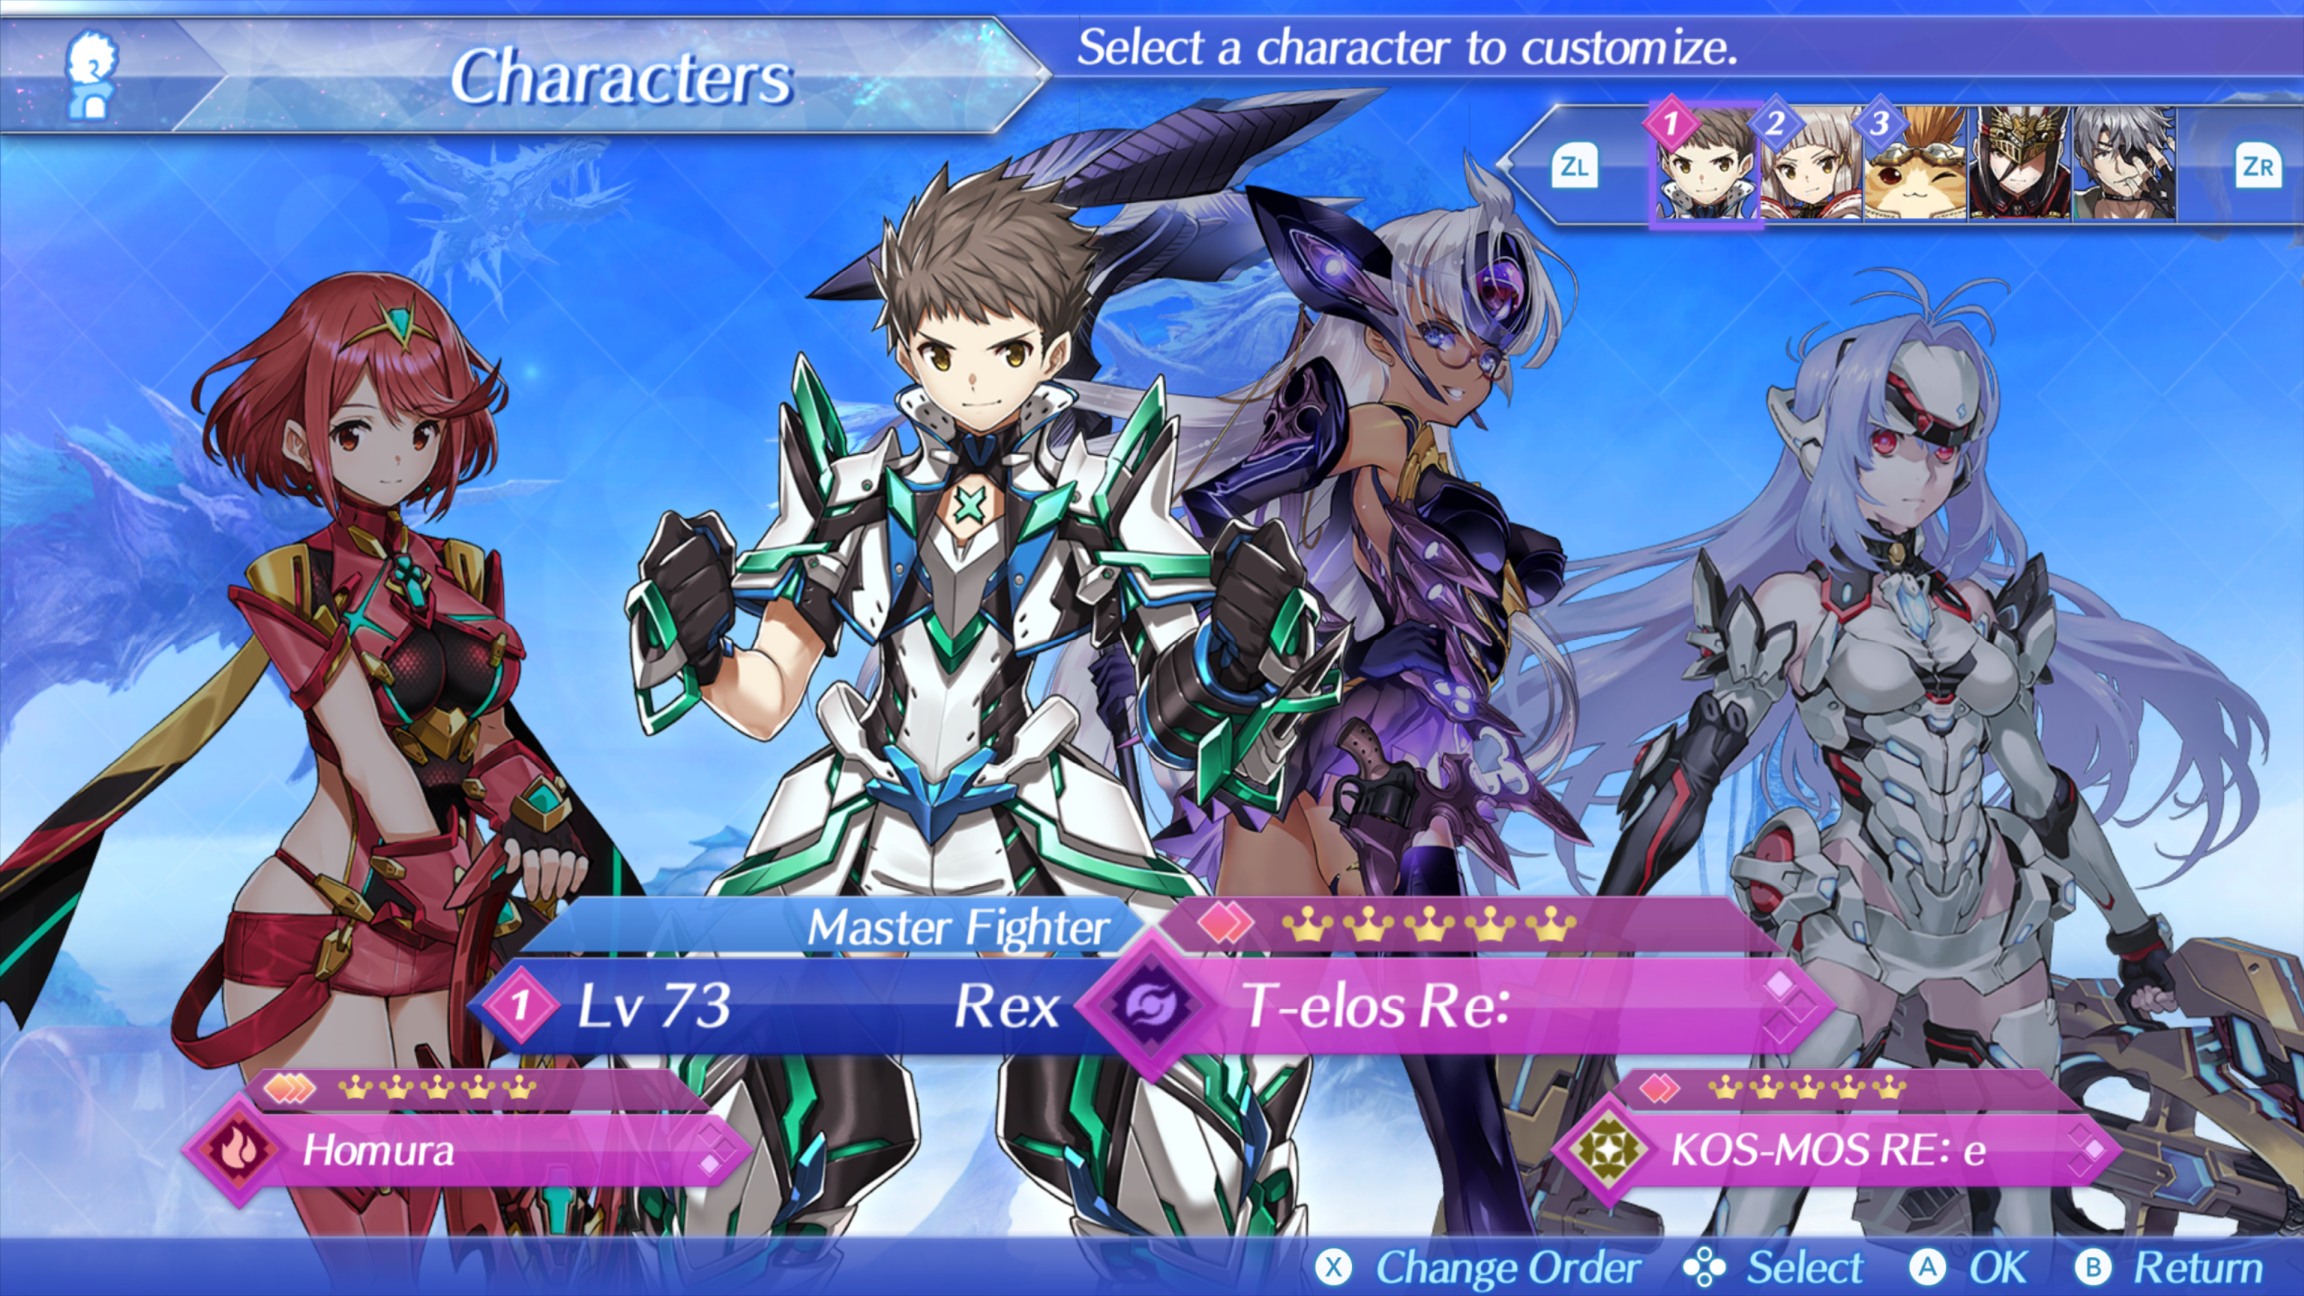 Characters
Select a character to customize.
ZL
1
2
3
ZR
Master Fighter
1 Lv 73 Rex
T-elos Re:
Homura
KOS-MOS RE: e
X Change Order Select A OK B Return